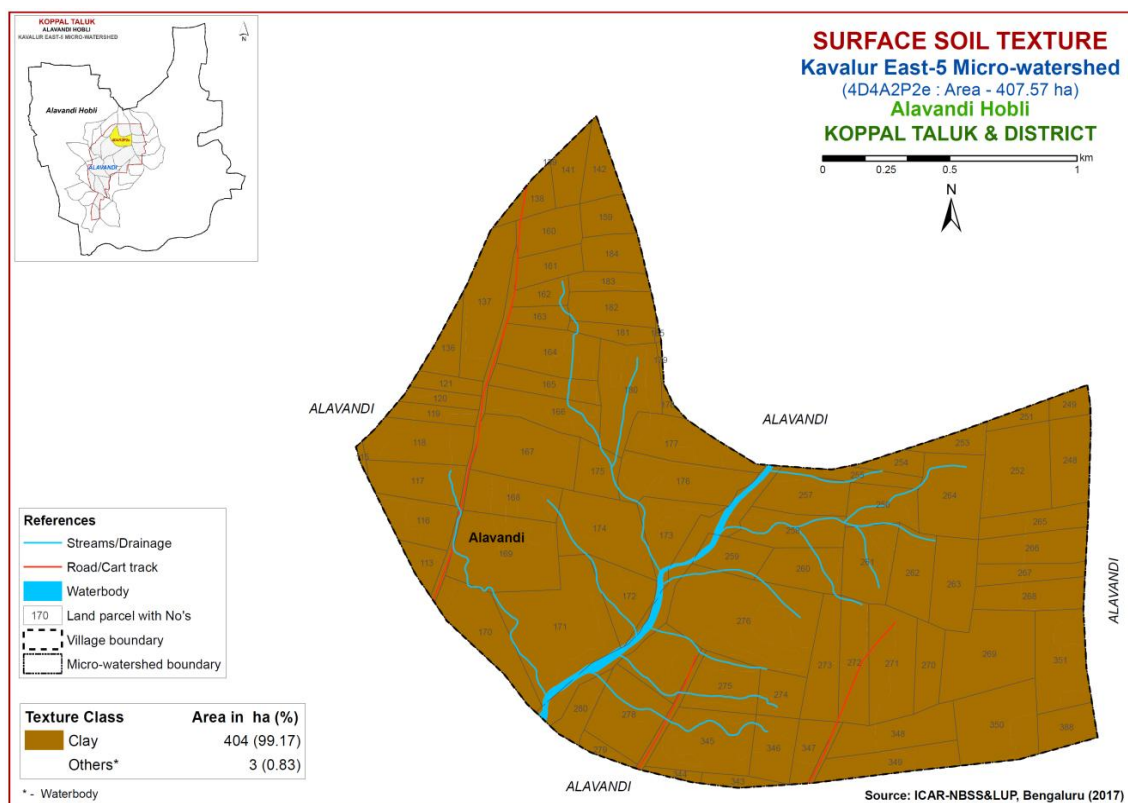 KOPPAL TALUK
ALAVANDI HOBLI
KAVALUR EAST-5 MICRO-WATERSHED
N
Alavandi Hobli
ALAVANDI
SURFACE SOIL TEXTURE
Kavalur East-5 Micro-watershed
(4D4A2P2e : Area - 407.57 ha)
Alavandi Hobli
KOPPAL TALUK & DISTRICT
km
0 0.25 0.5 1
N
141 142
138
159
160
184
161
183
137
162
182
163
181
136
164
121
165
120
119
166
ALAVANDI
ALAVANDI
251 249
118
177
253
167
254
252 248
117
175
176
257
264
168
116
174
265
Alavandi
173
169
259
266
113
260
261
262
263
267
268
172
276
170
171
273 272 271 270
269
351
275
274
280
278
350
388
345
346
347
348
349
279
344
343
ALAVANDI
ALAVANDI
References
Streams/Drainage
Road/Cart track
Waterbody
170 Land parcel with No's
Village boundary
Micro-watershed boundary
Texture Class Area in ha (%)
Clay 404 (99.17)
Others* 3 (0.83)
* - Waterbody
Source: ICAR-NBSS&LUP, Bengaluru (2017)